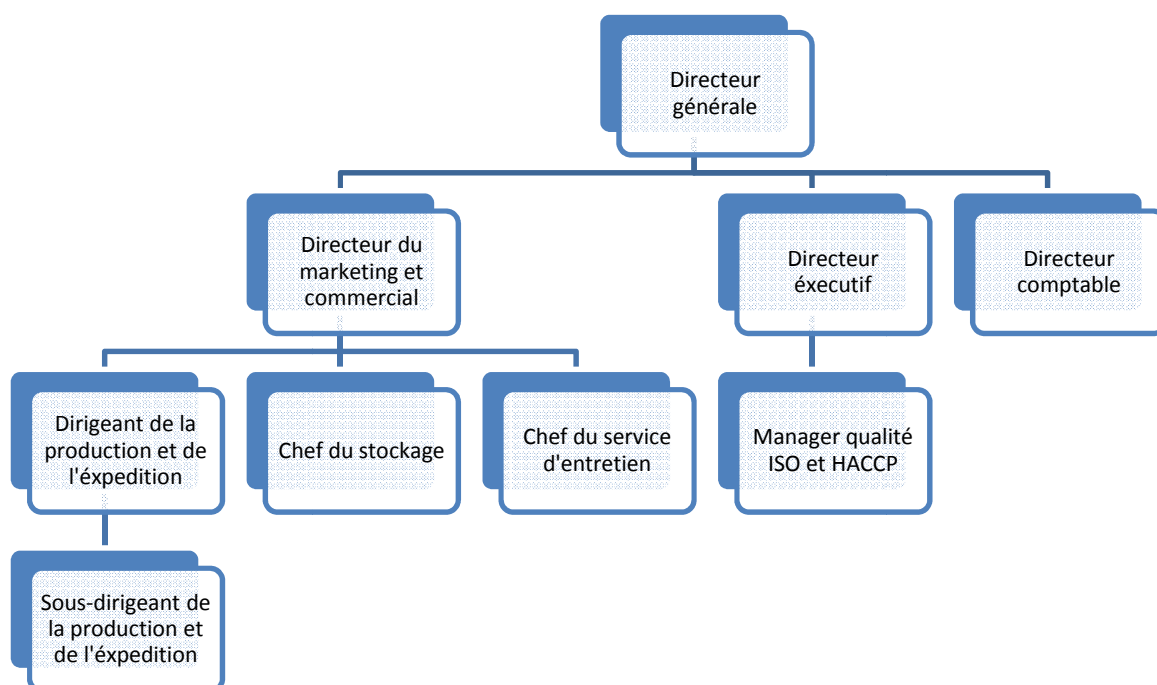 Directeur
générale
Directeur du
marketing et
commercial
Directeur
éxecutif
Directeur
comptable
Dirigeant de la
production et de
l'éxpedition
Chef du stockage
Chef du service
d'entretien
Manager qualité
ISO et HACCP
Sous-dirigeant de
la production et
de l'éxpedition